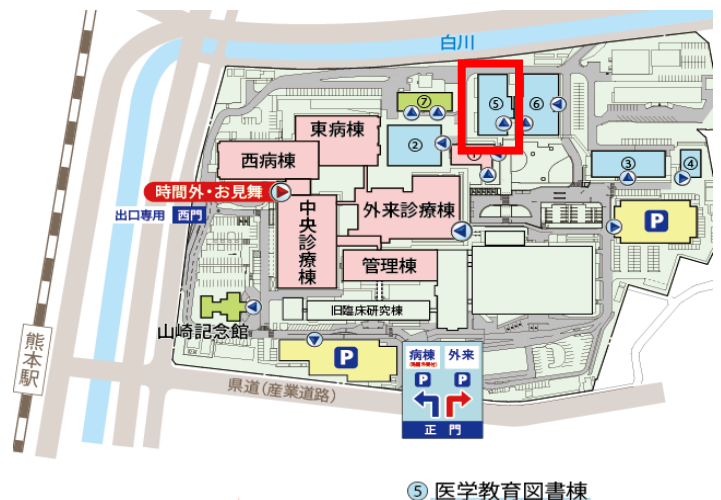 白川
⑦
⑤
⑥
東病棟
②
①
西病棟
③
④
時間外・お見舞
外来診療棟
出口専用 西門
中央診療棟
P
管理棟
旧臨床研究棟
山崎記念館
P
病棟 外来
P P
熊本駅
県道(産業道路)
正門
⑤ 医学教育図書棟